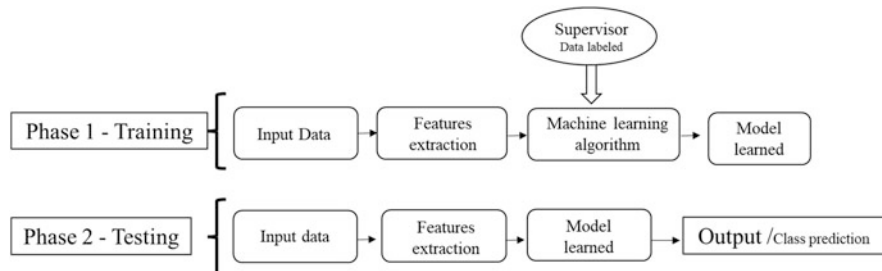 Supervisor
Data labeled
Phase 1 - Training
Input Data
Features
extraction
Machine learning
algorithm
Model
learned
Phase 2 - Testing
Input data
Features
extraction
Model
learned
Output /Class prediction